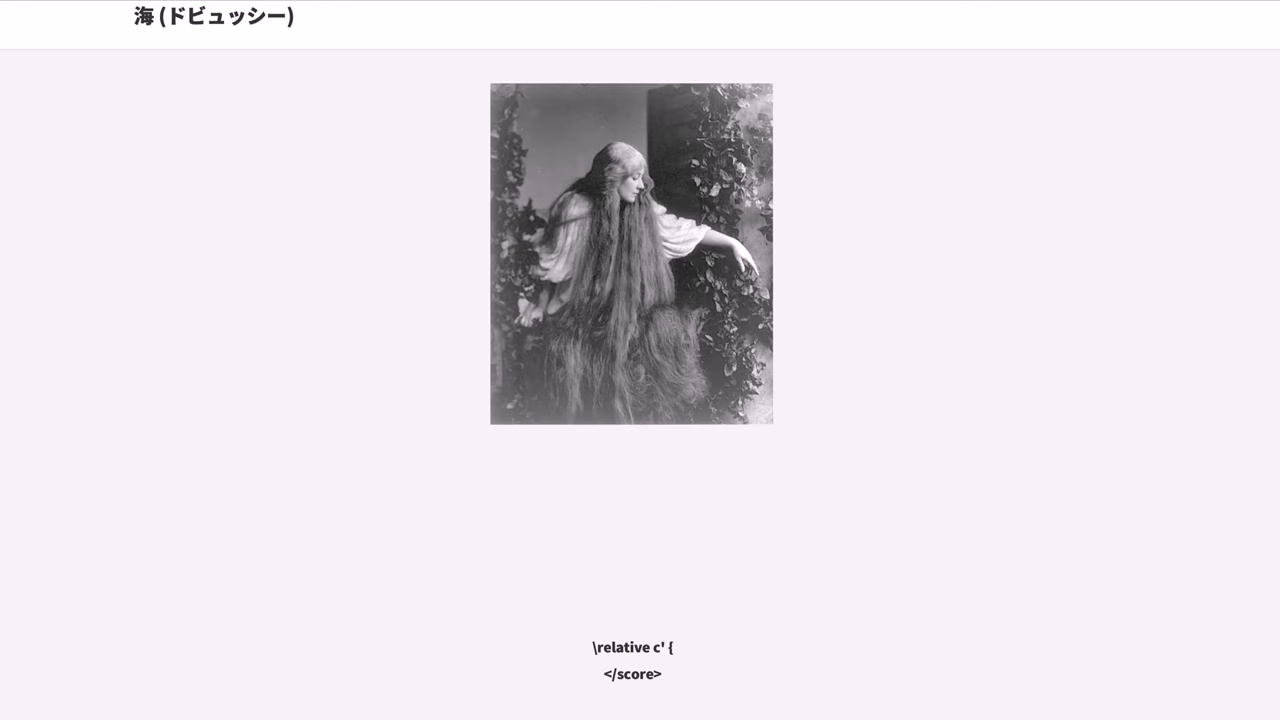 海 (ドビュッシー)
\relative c' {
</score>